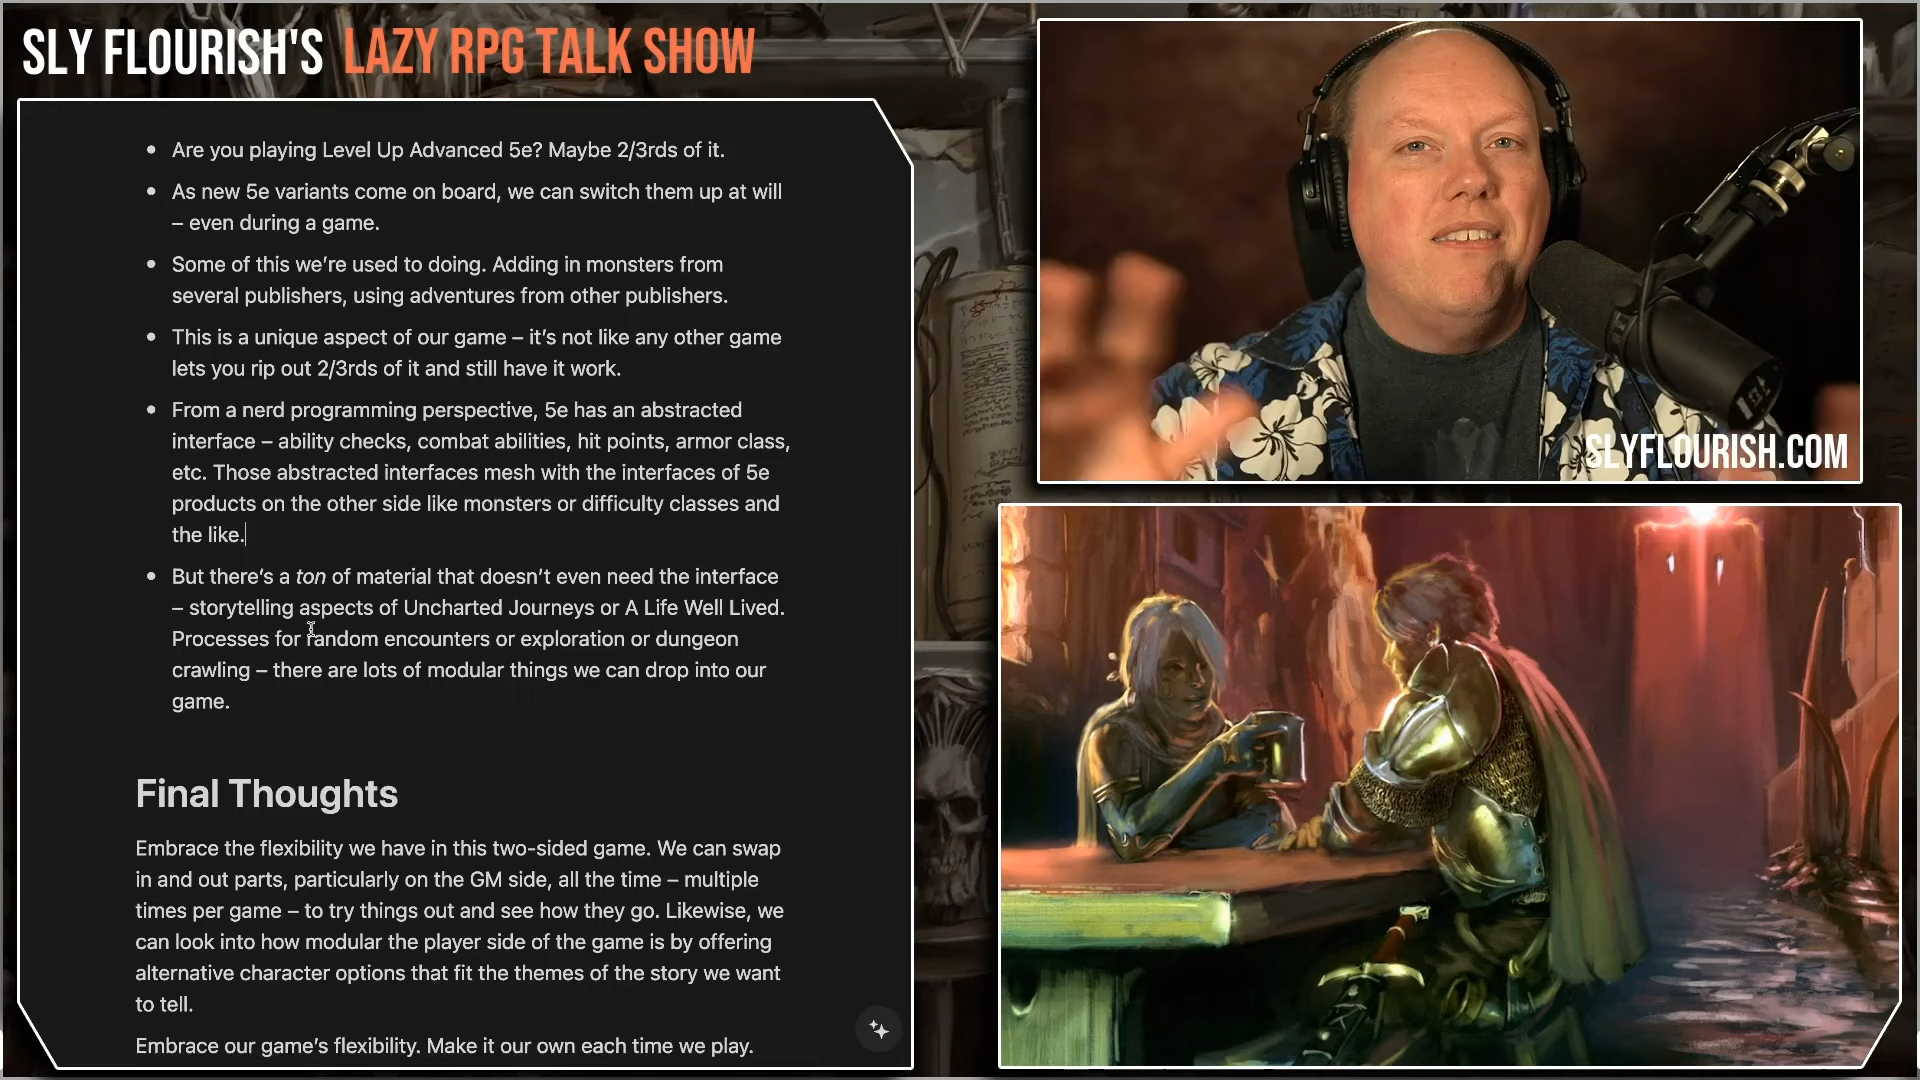 SLY FLOURISH'S LAZY RPG TALK SHOW
• Are you playing Level Up Advanced 5e? Maybe 2/3rds of it.
• As new 5e variants come on board, we can switch them up at will
– even during a game.
• Some of this we’re used to doing. Adding in monsters from
several publishers, using adventures from other publishers.
• This is a unique aspect of our game – it’s not like any other game
lets you rip out 2/3rds of it and still have it work.
• From a nerd programming perspective, 5e has an abstracted
interface – ability checks, combat abilities, hit points, armor class,
etc. Those abstracted interfaces mesh with the interfaces of 5e
products on the other side like monsters or difficulty classes and
the like.
• But there’s a ton of material that doesn’t even need the interface
– storytelling aspects of Uncharted Journeys or A Life Well Lived.
Processes for random encounters or exploration or dungeon
crawling – there are lots of modular things we can drop into our
game.
Final Thoughts
Embrace the flexibility we have in this two-sided game. We can swap
in and out parts, particularly on the GM side, all the time – multiple
times per game – to try things out and see how they go. Likewise, we
can look into how modular the player side of the game is by offering
alternative character options that fit the themes of the story we want
to tell.
Embrace our game’s flexibility. Make it our own each time we play.
SLYFLOURISH.COM